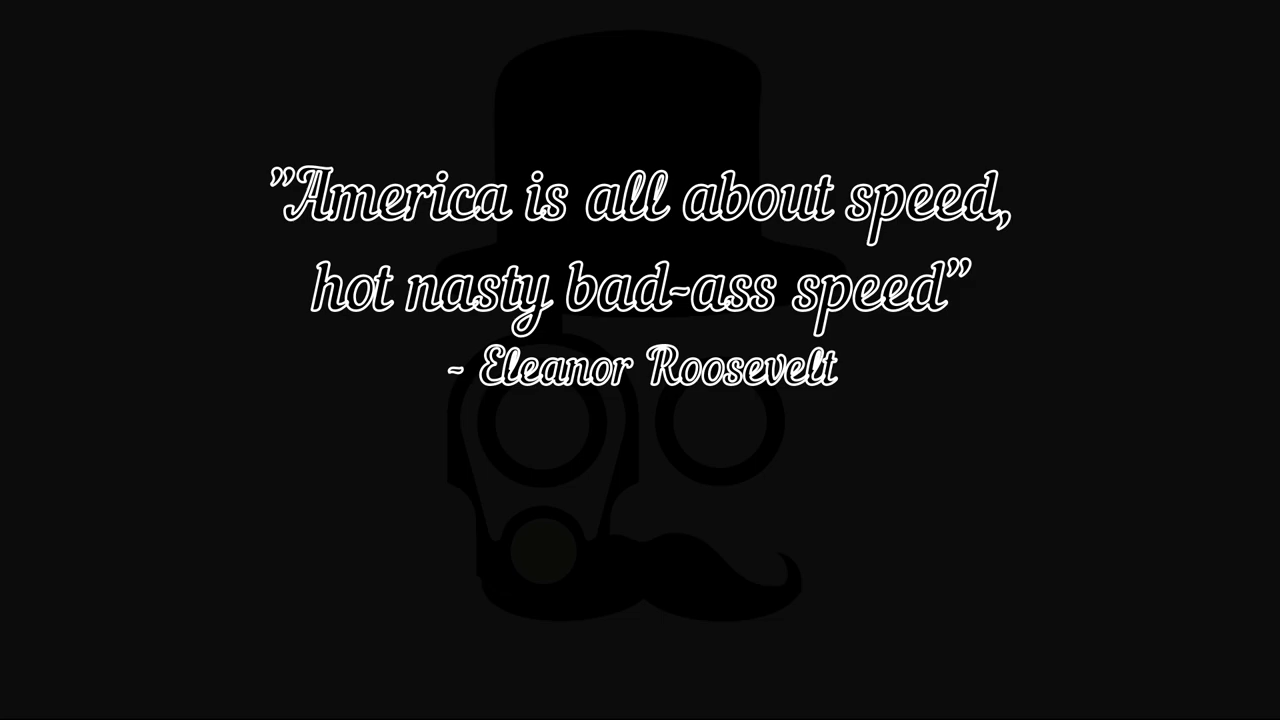 ”America is all about speed,
hot nasty bad-ass speed”
- Eleanor Roosevelt